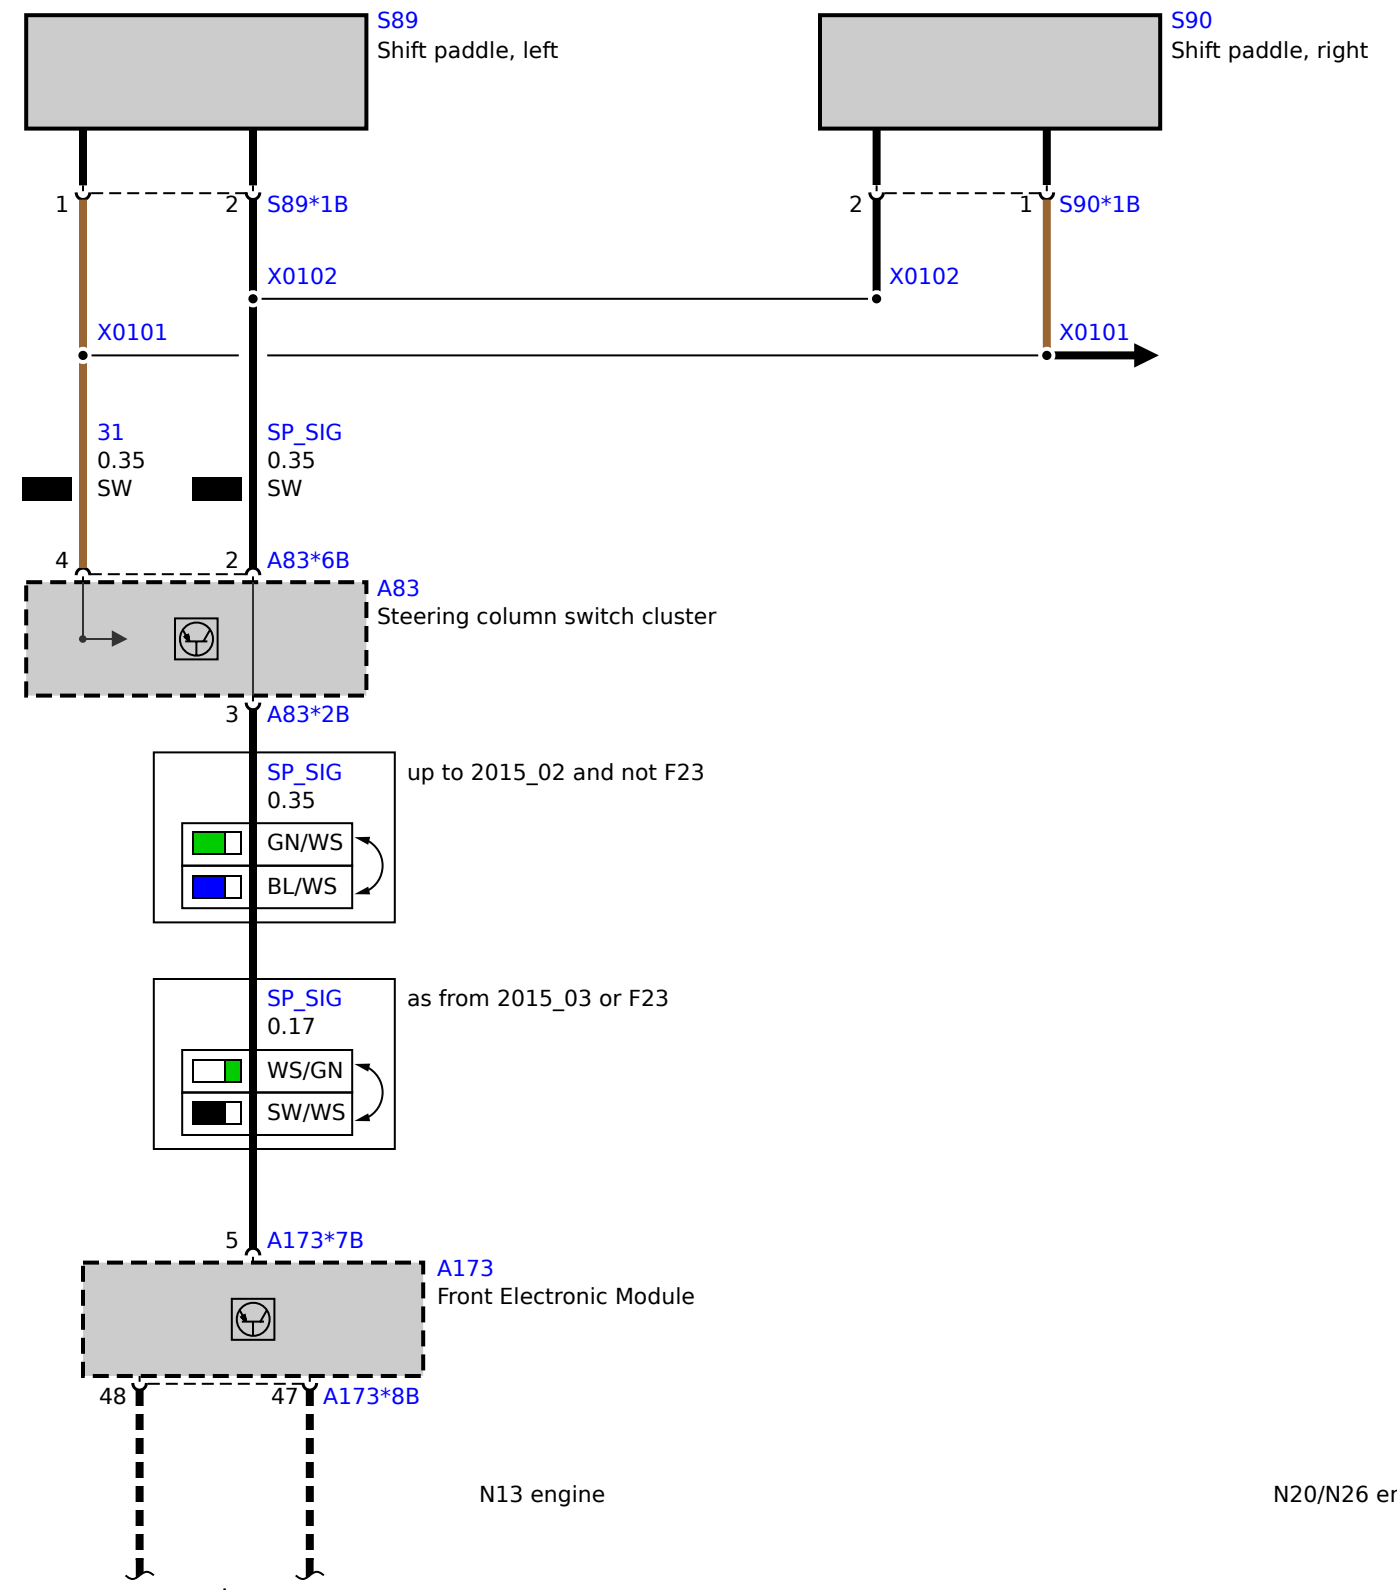 S89
Shift paddle, left
S90
Shift paddle, right
1
2
S89*1B
2
1
S90*1B
X0102
X0102
X0101
X0101
31
0.35
SW
SP_SIG
0.35
SW
4
2
A83*6B
A83
Steering column switch cluster
3
A83*2B
SP_SIG
0.35
GN/WS
BL/WS
up to 2015_02 and not F23
SP_SIG
0.17
WS/GN
SW/WS
as from 2015_03 or F23
5
A173*7B
A173
Front Electronic Module
48
47
A173*8B
N13 engine
N20/N26